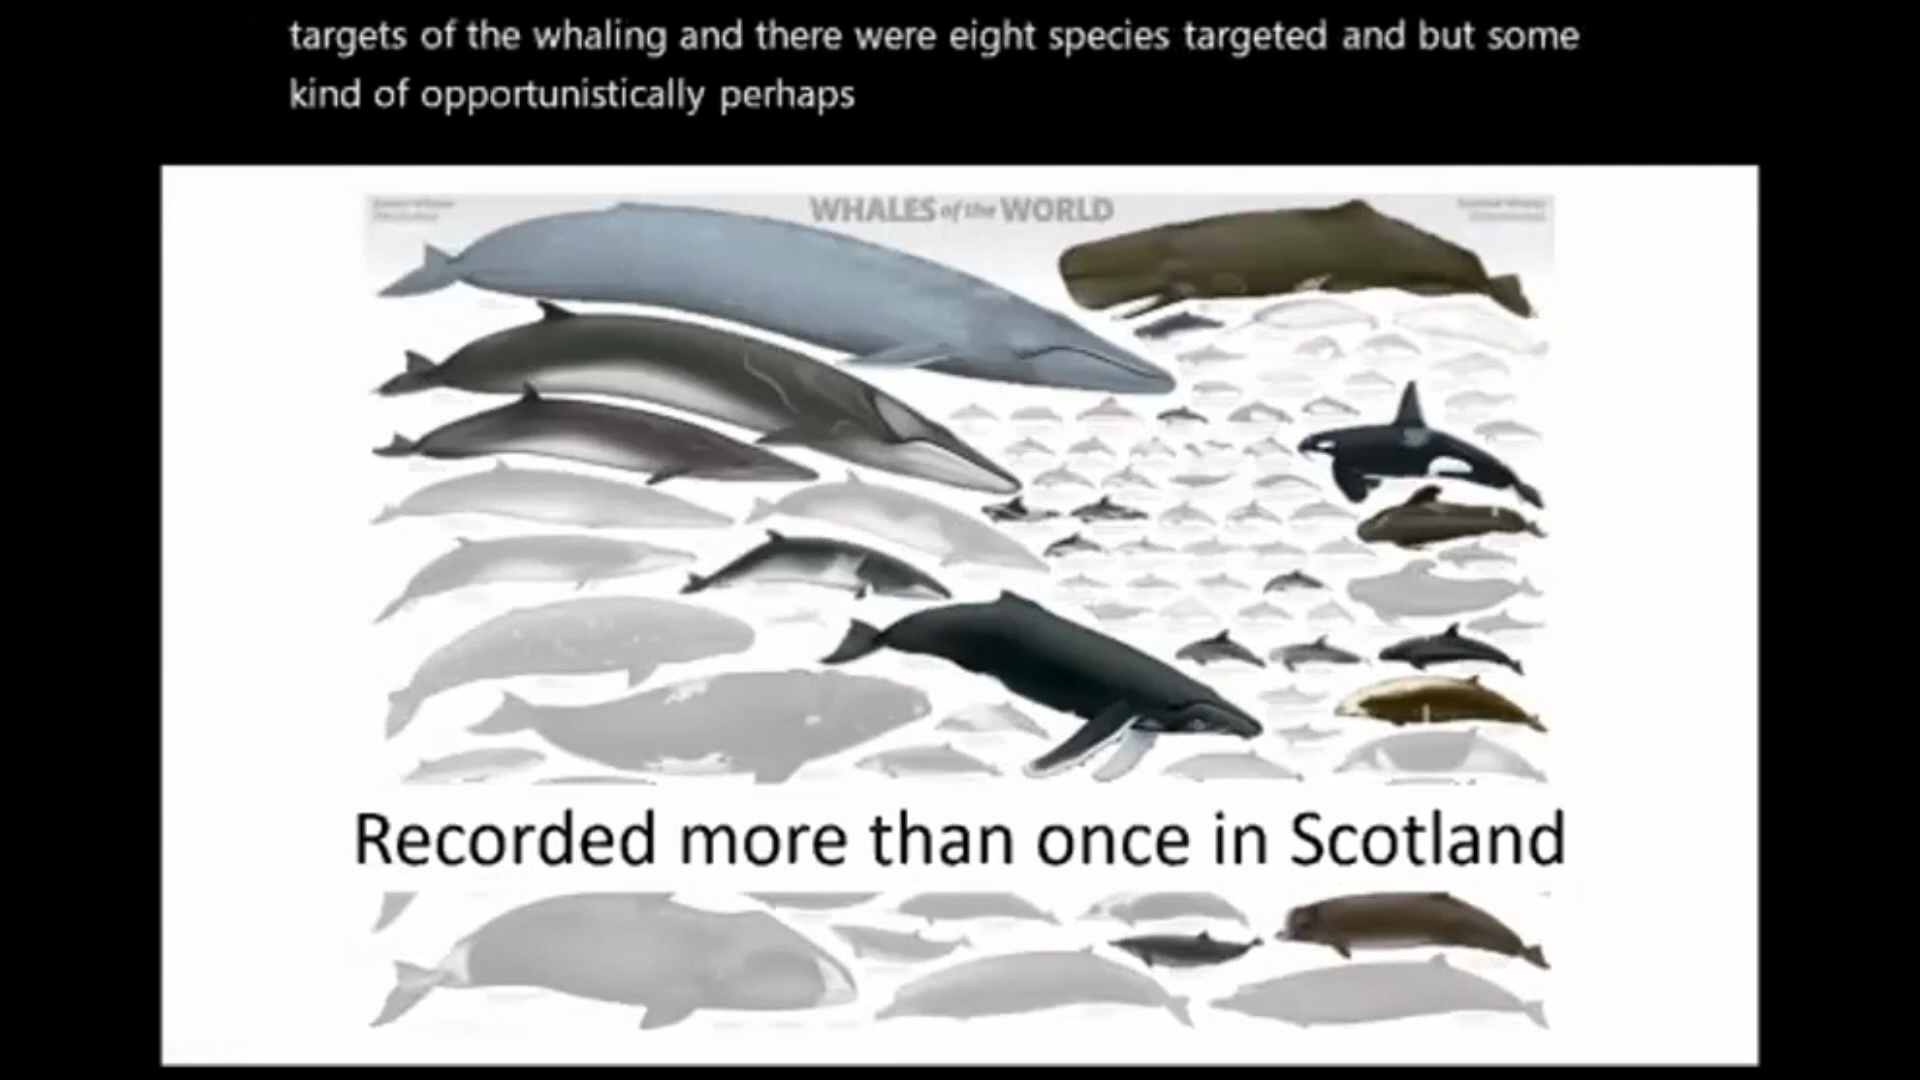 targets of the whaling and there were eight species targeted and but some
kind of opportunistically perhaps
WHALES of the WORLD
Recorded more than once in Scotland